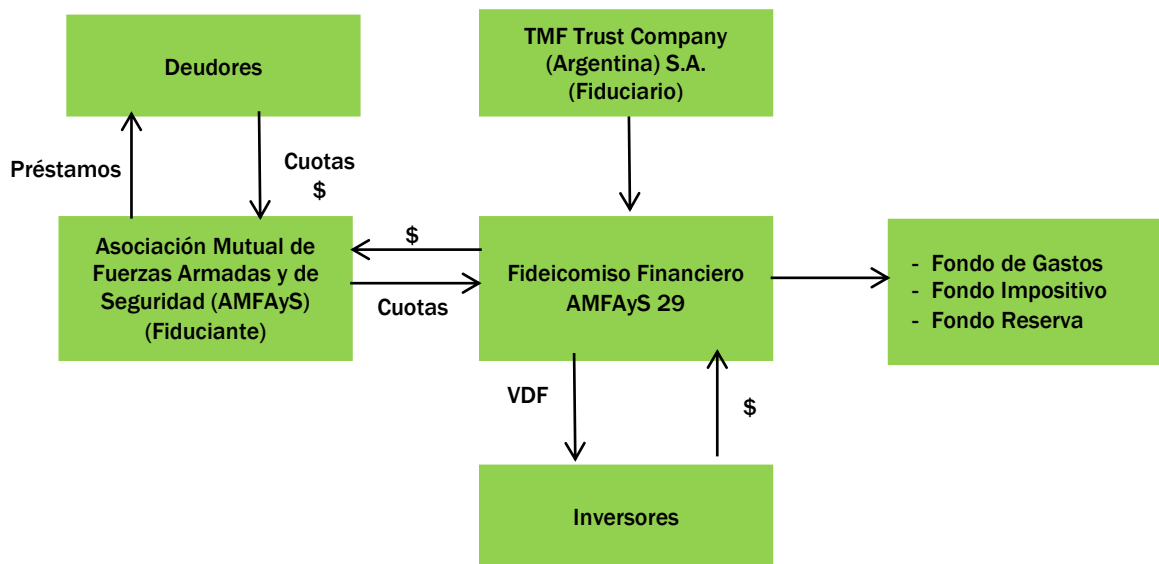 Deudores
TMF Trust Company
(Argentina) S.A.
(Fiduciario)
Préstamos
Cuotas
$
Asociación Mutual de
Fuerzas Armadas y de
Seguridad (AMFAyS)
(Fiduciante)
$
Cuotas
Fideicomiso Financiero
AMFAyS 29
- Fondo de Gastos
- Fondo Impositivo
- Fondo Reserva
VDF
$
Inversores